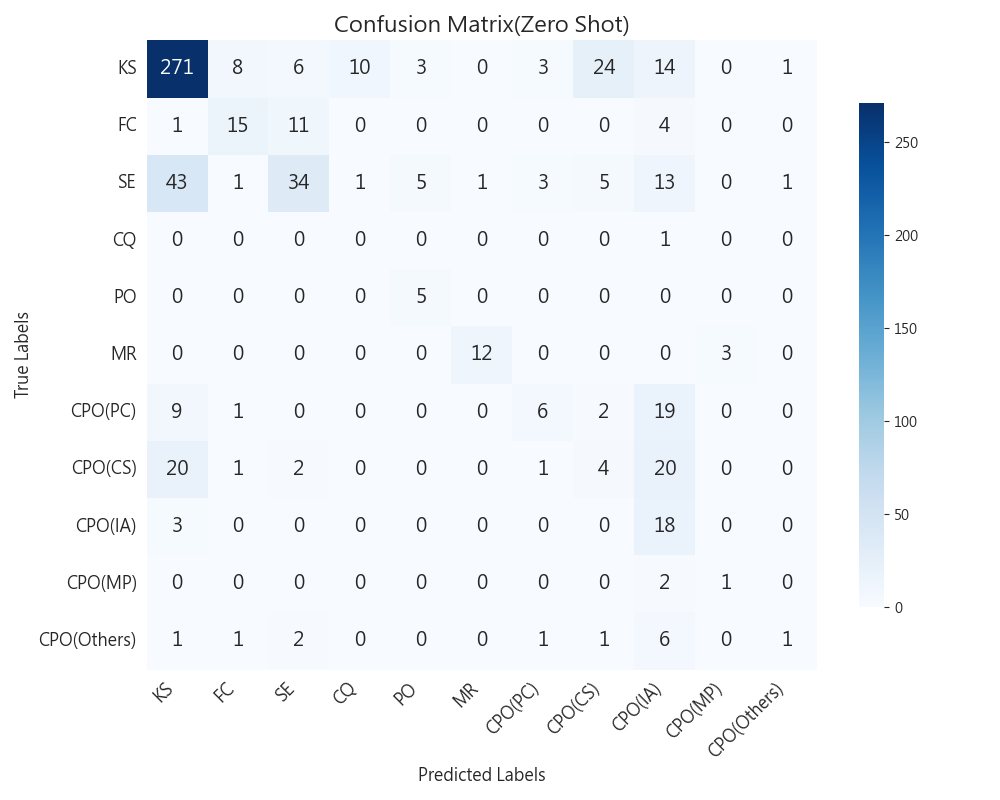 Confusion Matrix(Zero Shot)
KS 271 8 6 10 3 0 3 24 14 0 1
FC 1 15 11 0 0 0 0 0 4 0 0
SE 43 1 34 1 5 1 3 5 13 0 1
CQ 0 0 0 0 0 0 0 0 1 0 0
PO 0 0 0 0 5 0 0 0 0 0 0
MR 0 0 0 0 0 12 0 0 0 3 0
CPO(PC) 9 1 0 0 0 0 6 2 19 0 0
CPO(CS) 20 1 2 0 0 0 1 4 20 0 0
CPO(IA) 3 0 0 0 0 0 0 0 18 0 0
CPO(MP) 0 0 0 0 0 0 0 0 2 1 0
CPO(Others) 1 1 2 0 0 0 1 1 6 0 1
KS FC SE CQ PO MR CPO(PC) CPO(CS) CPO(IA) CPO(MP) CPO(Others)
Predicted Labels
True Labels
250
200
150
100
50
0